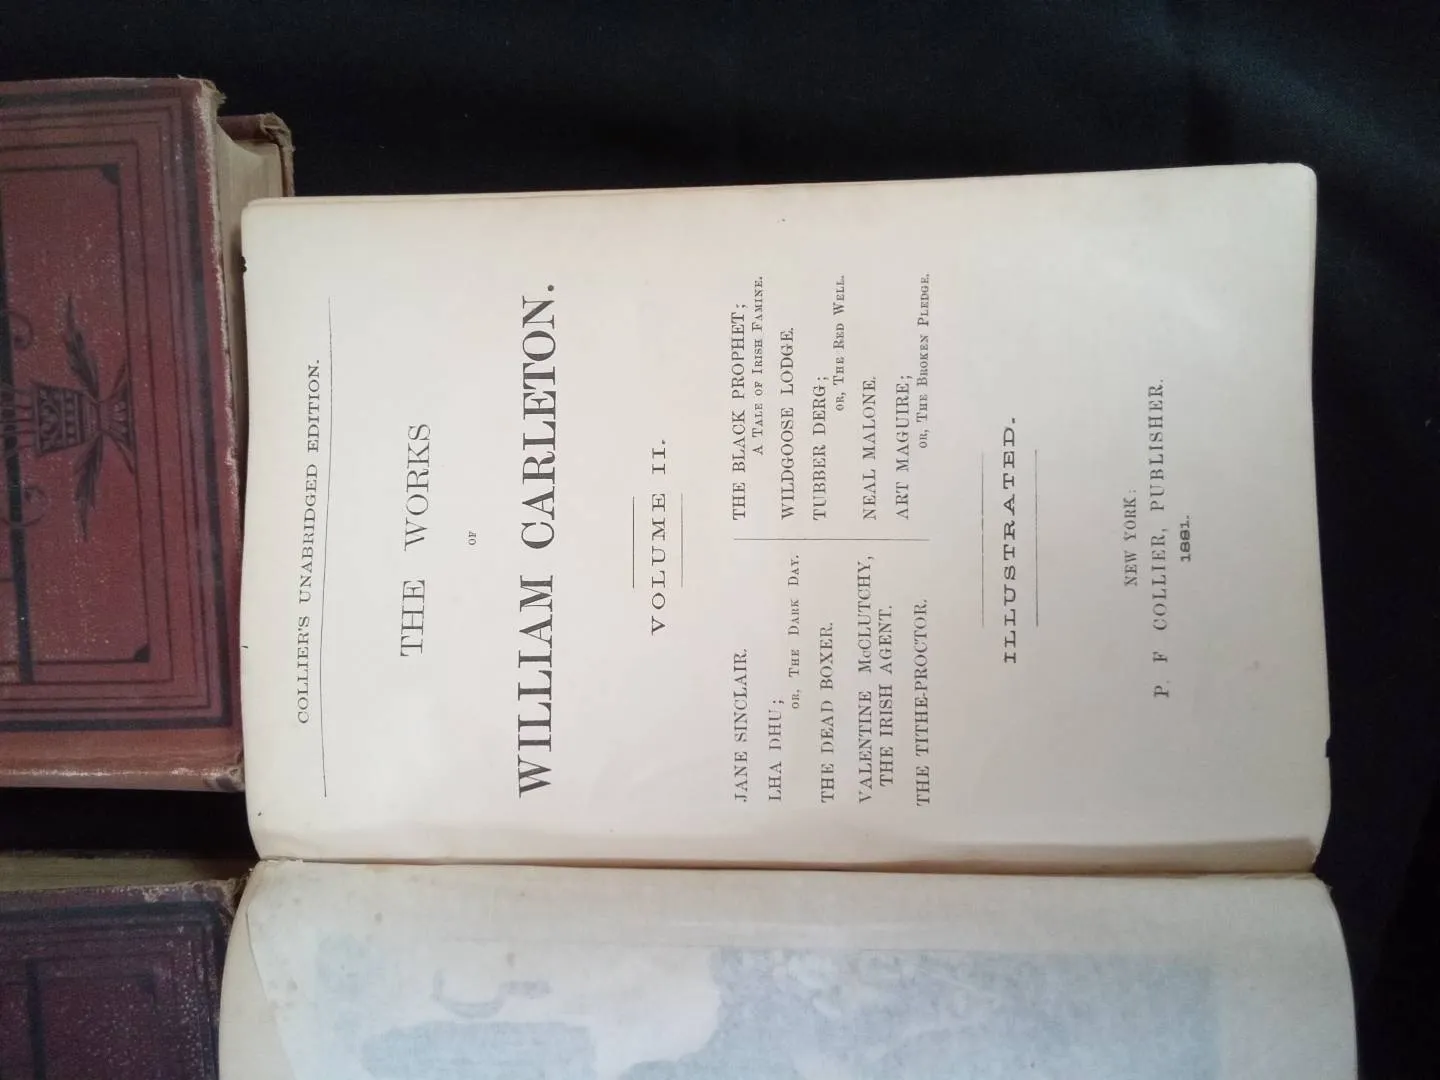 COLLIER'S UNABRIDGED EDITION.
THE WORKS
OF
WILLIAM CARLETON.
VOLUME II.
JANE SINCLAIR.
LHA DHU;
OR, THE DARK DAY.
THE DEAD BOXER.
VALENTINE McCLUTCHY,
THE IRISH AGENT.
THE TITHE-PROCTOR.
THE BLACK PROPHET;
A TALE OF IRISH FAMINE.
WILDGOOSE LODGE.
TUBBER DERG;
OR, THE RED WELL.
NEAL MALONE.
ART MAGUIRE;
OR, THE BROKEN PLEDGE.
ILLUSTRATED.
NEW YORK:
P. F COLLIER, PUBLISHER.
1881.